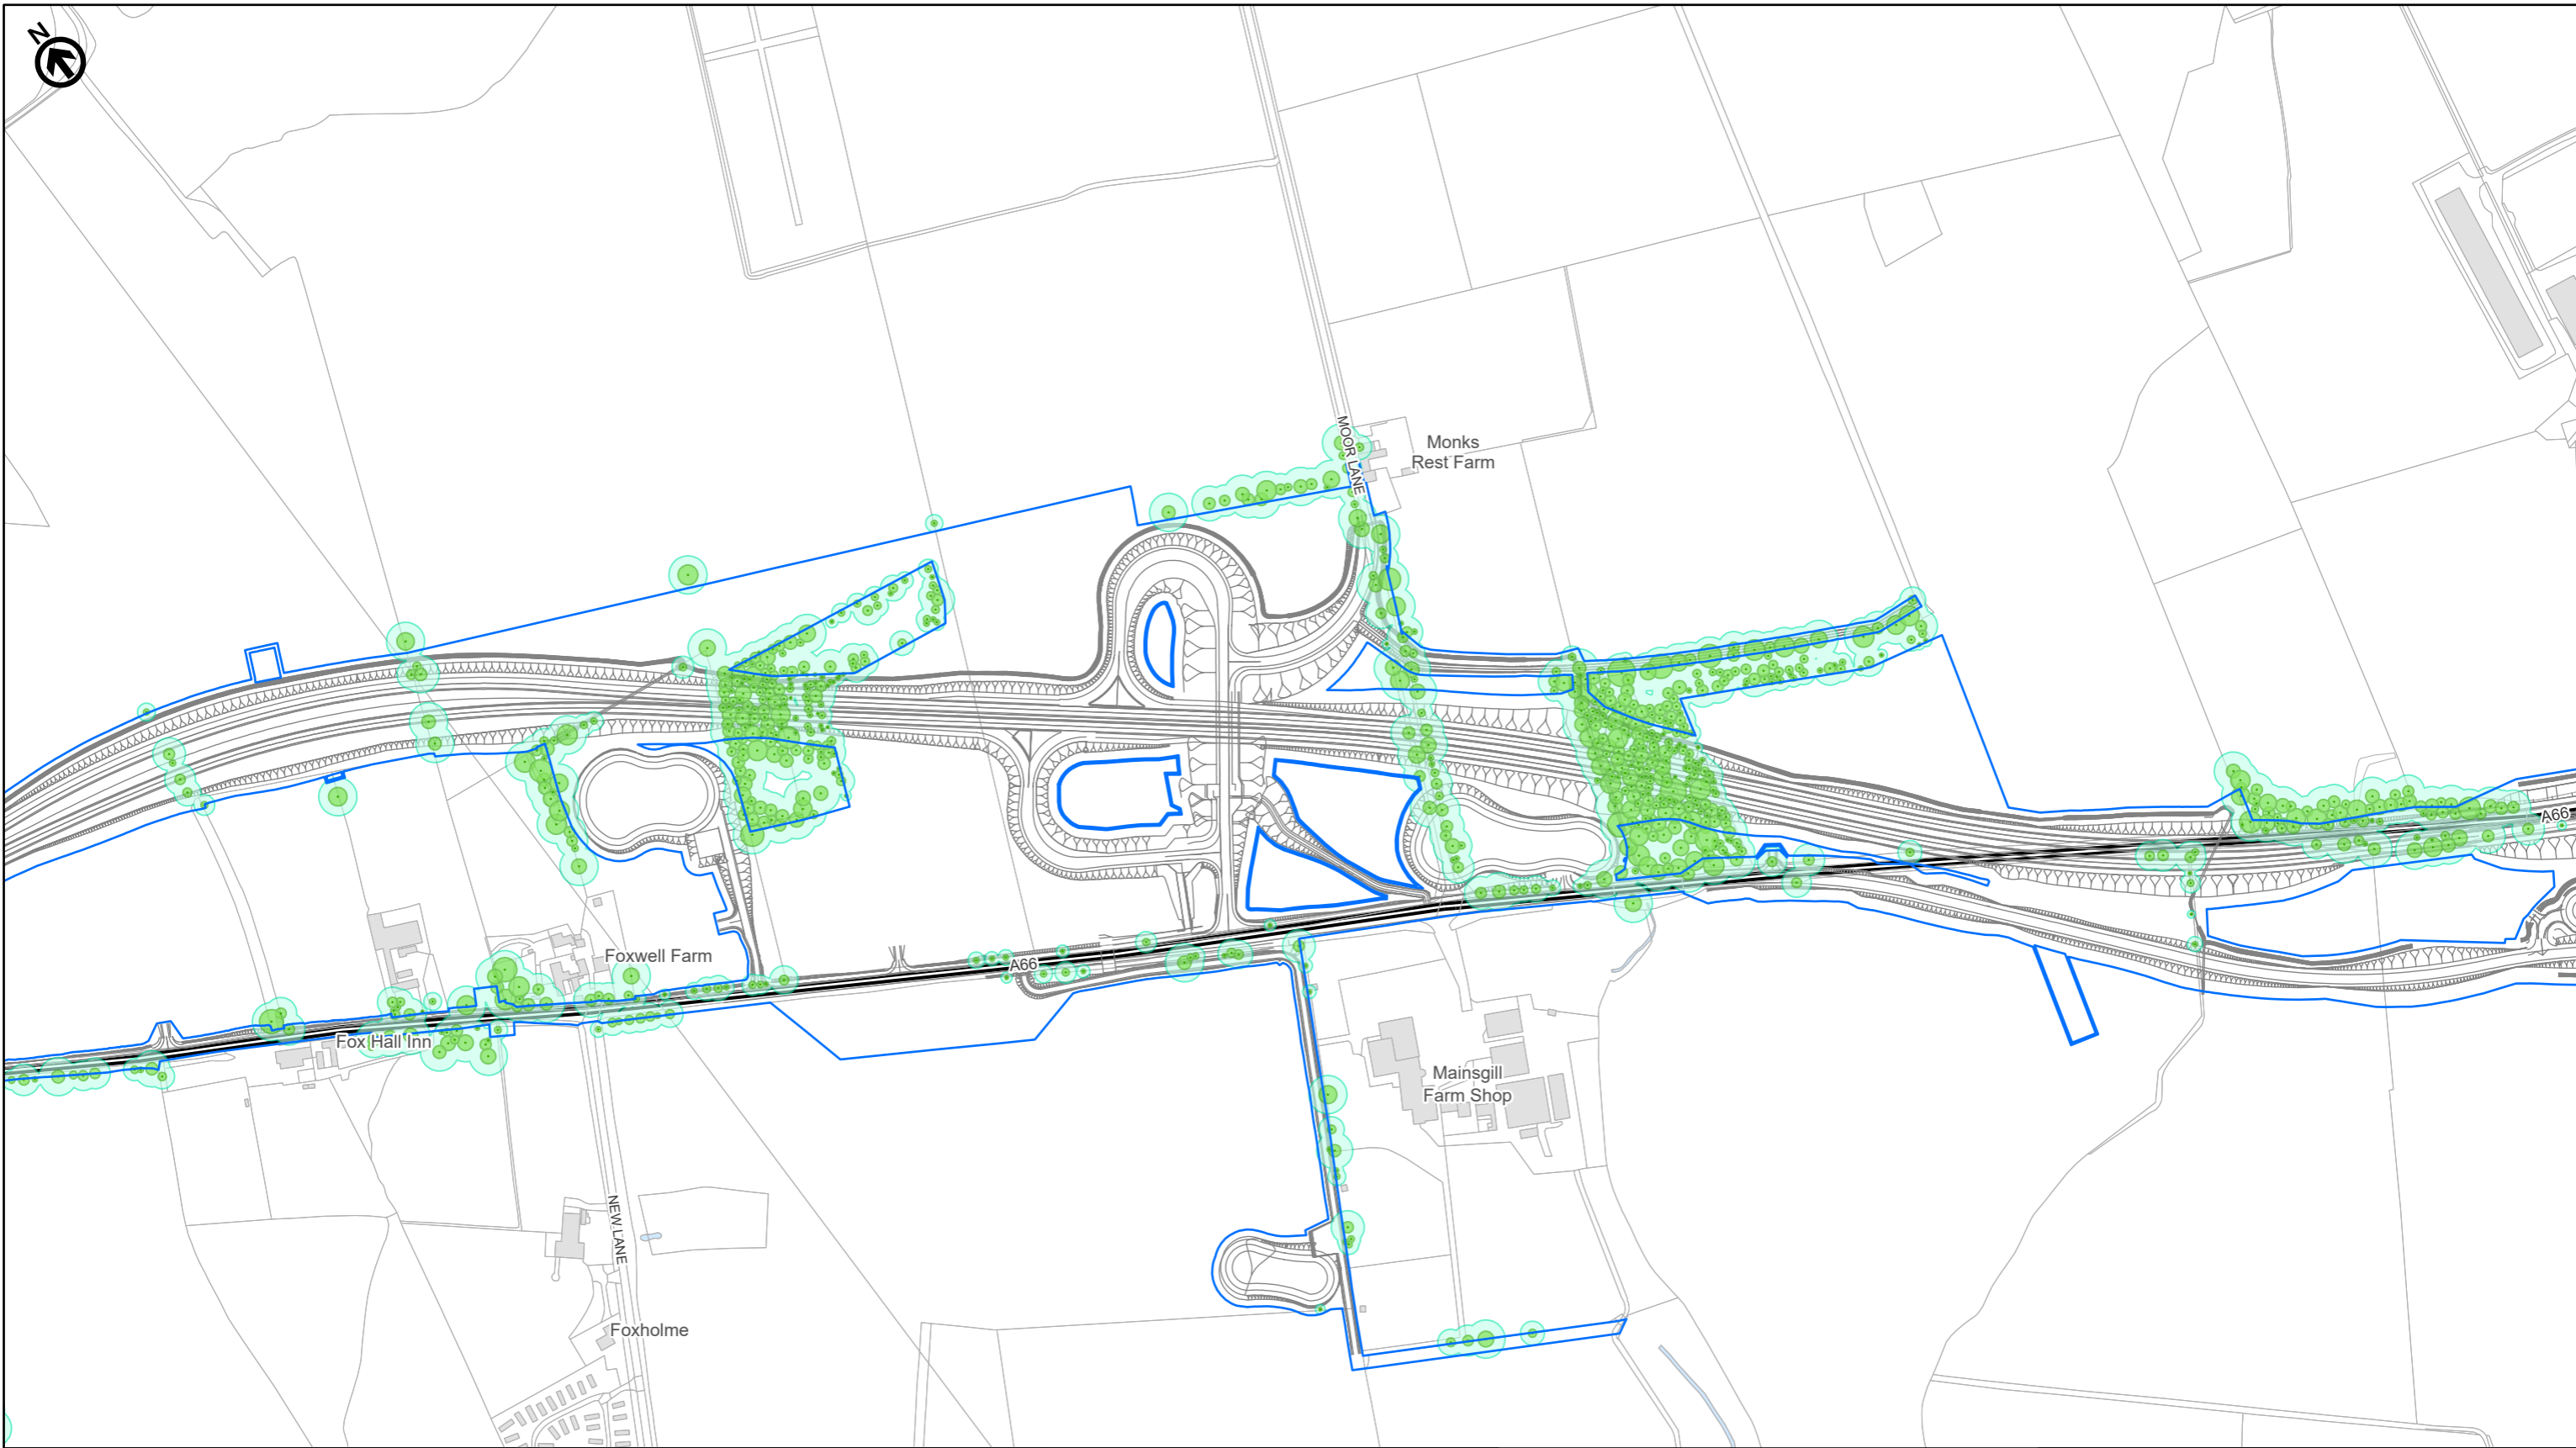 N
MOOR LANE
Monks
Rest Farm
A66
Foxwell Farm
A66
Fox Hall Inn
Mainsgill
Farm Shop
NEW LANE
Foxholme